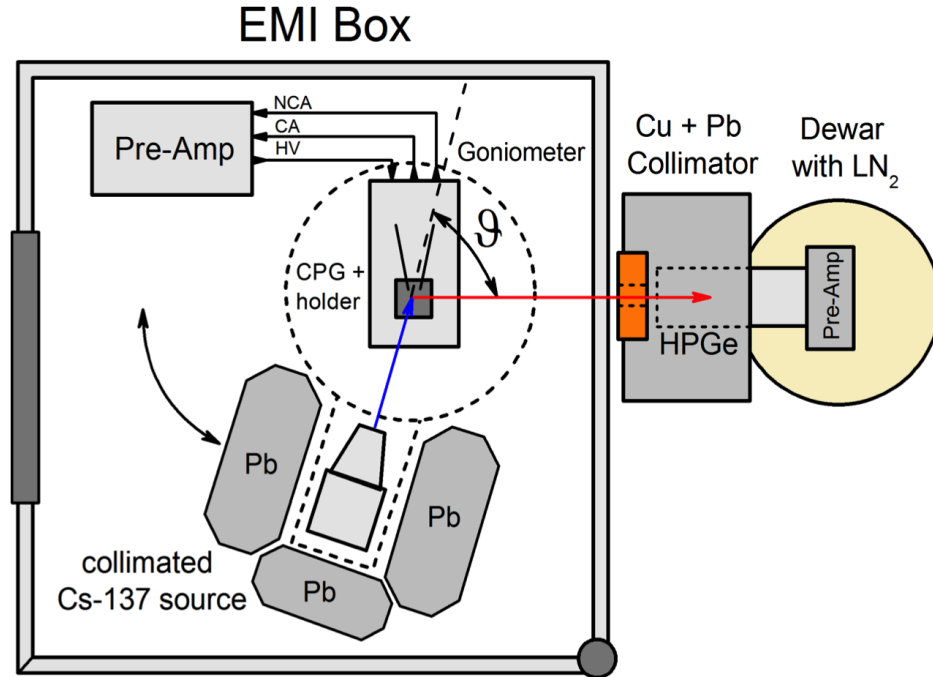 EMI Box
NCA
CA
HV
Pre-Amp
Goniometer
ϑ
CPG +
holder
Cu + Pb
Collimator
Dewar
with LN₂
Pre-Amp
HPGe
Pb
Pb
Pb
collimated
Cs-137 source